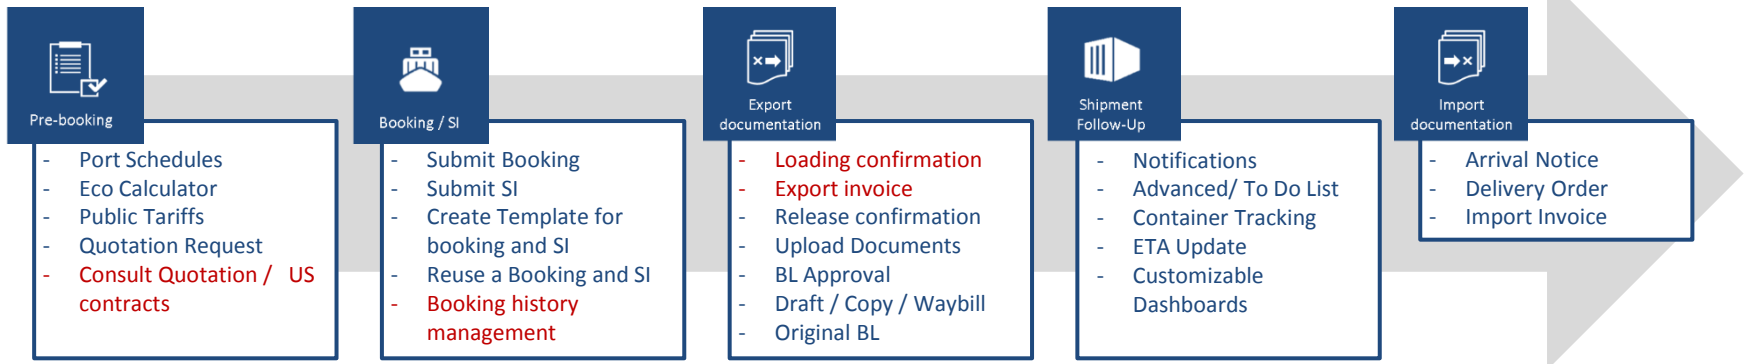 Pre-booking
- Port Schedules
- Eco Calculator
- Public Tariffs
- Quotation Request
- Consult Quotation / US
contracts
Booking / SI
- Submit Booking
- Submit SI
- Create Template for
booking and SI
- Reuse a Booking and SI
- Booking history
management
Export
documentation
- Loading confirmation
- Export invoice
- Release confirmation
- Upload Documents
- BL Approval
- Draft / Copy / Waybill
- Original BL
Shipment
Follow-Up
- Notifications
- Advanced/ To Do List
- Container Tracking
- ETA Update
- Customizable
Dashboards
Import
documentation
- Arrival Notice
- Delivery Order
- Import Invoice